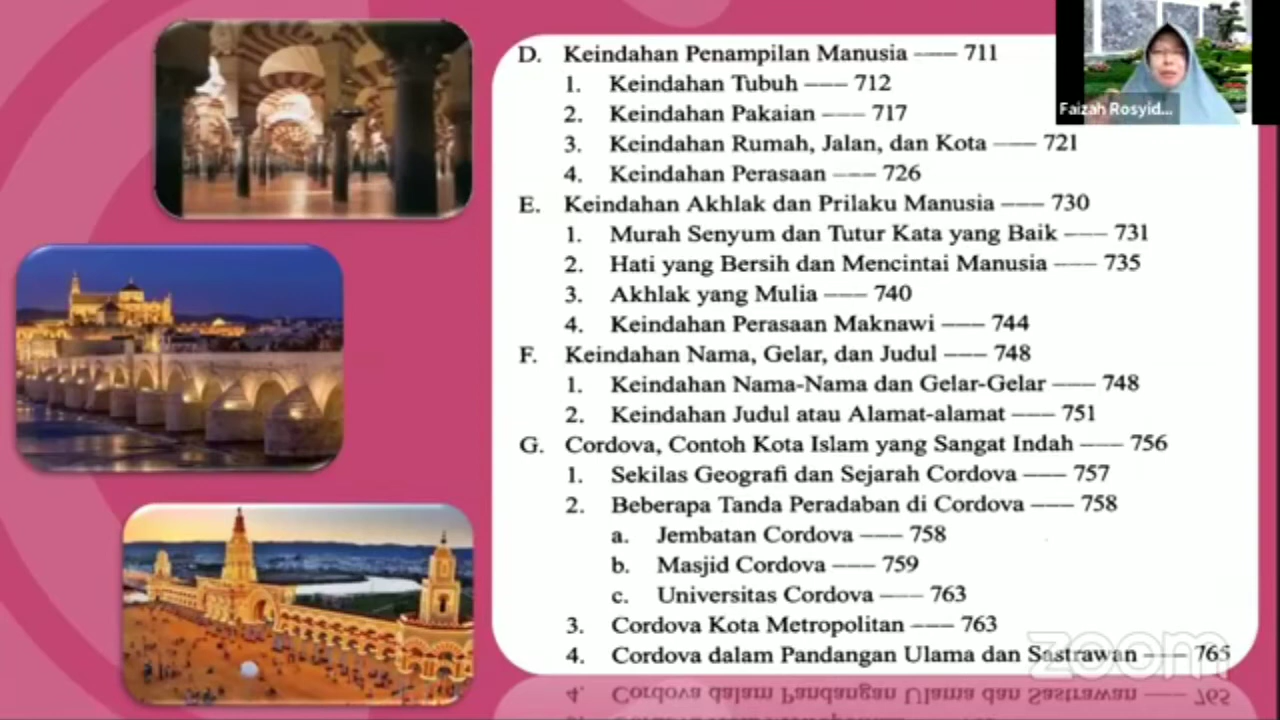 D. Keindahan Penampilan Manusia —— 711
1. Keindahan Tubuh —— 712
2. Keindahan Pakaian —— 717
3. Keindahan Rumah, Jalan, dan Kota —— 721
4. Keindahan Perasaan —— 726
E. Keindahan Akhlak dan Prilaku Manusia —— 730
1. Murah Senyum dan Tutur Kata yang Baik —— 731
2. Hati yang Bersih dan Mencintai Manusia —— 735
3. Akhlak yang Mulia —— 740
4. Keindahan Perasaan Maknawi —— 744
F. Keindahan Nama, Gelar, dan Judul —— 748
1. Keindahan Nama-Nama dan Gelar-Gelar —— 748
2. Keindahan Judul atau Alamat-alamat —— 751
G. Cordova, Contoh Kota Islam yang Sangat Indah —— 756
1. Sekilas Geografi dan Sejarah Cordova —— 757
2. Beberapa Tanda Peradaban di Cordova —— 758
a. Jembatan Cordova —— 758
b. Masjid Cordova —— 759
c. Universitas Cordova —— 763
3. Cordova Kota Metropolitan —— 763
4. Cordova dalam Pandangan Ulama dan Sastrawan —— 765
Faizah Rosyid...
zoom